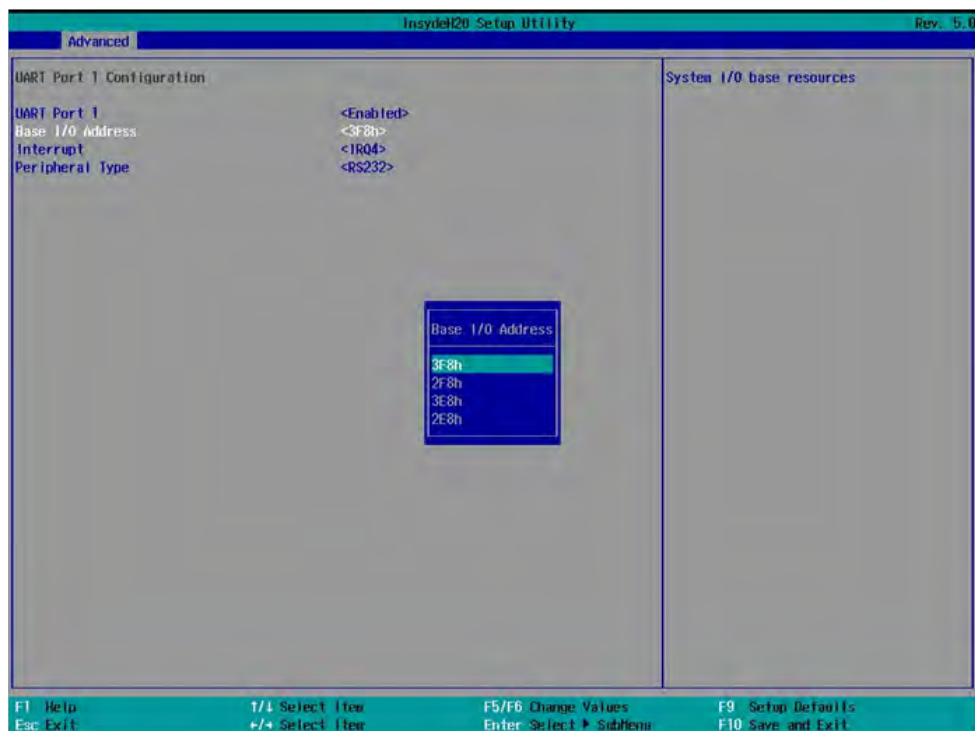 InsydeH20 Setup Utility Rev. 5.0
Advanced
UART Port 1 Configuration
System I/O base resources
UART Port 1 <Enabled>
Base I/O Address <3F8h>
Interrupt <IRQ4>
Peripheral Type <RS232>
Base I/O Address
3F8h
2F8h
3E8h
2E8h
F1 Help ↑/↓ Select Item F5/F6 Change Values F9 Setup Defaults
Esc Exit ←/→ Select Item Enter Select ▶ SubMenu F10 Save and Exit